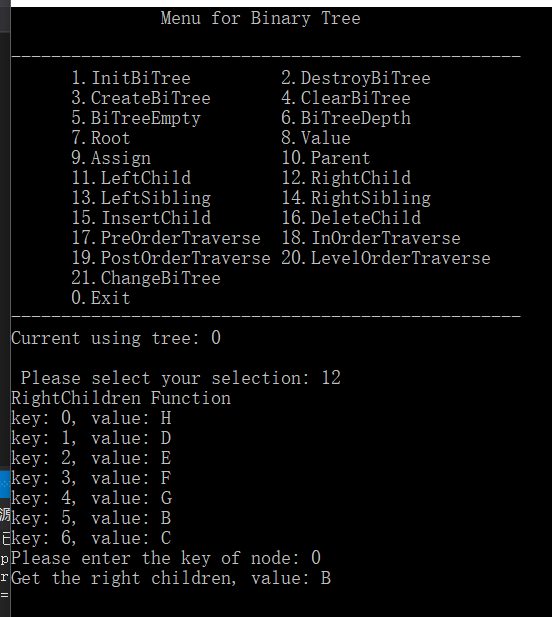 Menu for Binary Tree
----------------------------------------------------
1.InitBiTree 2.DestroyBiTree
3.CreateBiTree 4.ClearBiTree
5.BiTreeEmpty 6.BiTreeDepth
7.Root 8.Value
9.Assign 10.Parent
11.LeftChild 12.RightChild
13.LeftSibling 14.RightSibling
15.InsertChild 16.DeleteChild
17.PreOrderTraverse 18.InOrderTraverse
19.PostOrderTraverse 20.LevelOrderTraverse
21.ChangeBiTree
0.Exit
----------------------------------------------------
Current using tree: 0
Please select your selection: 12
RightChildren Function
key: 0, value: H
key: 1, value: D
key: 2, value: E
key: 3, value: F
key: 4, value: G
key: 5, value: B
key: 6, value: C
Please enter the key of node: 0
Get the right children, value: B